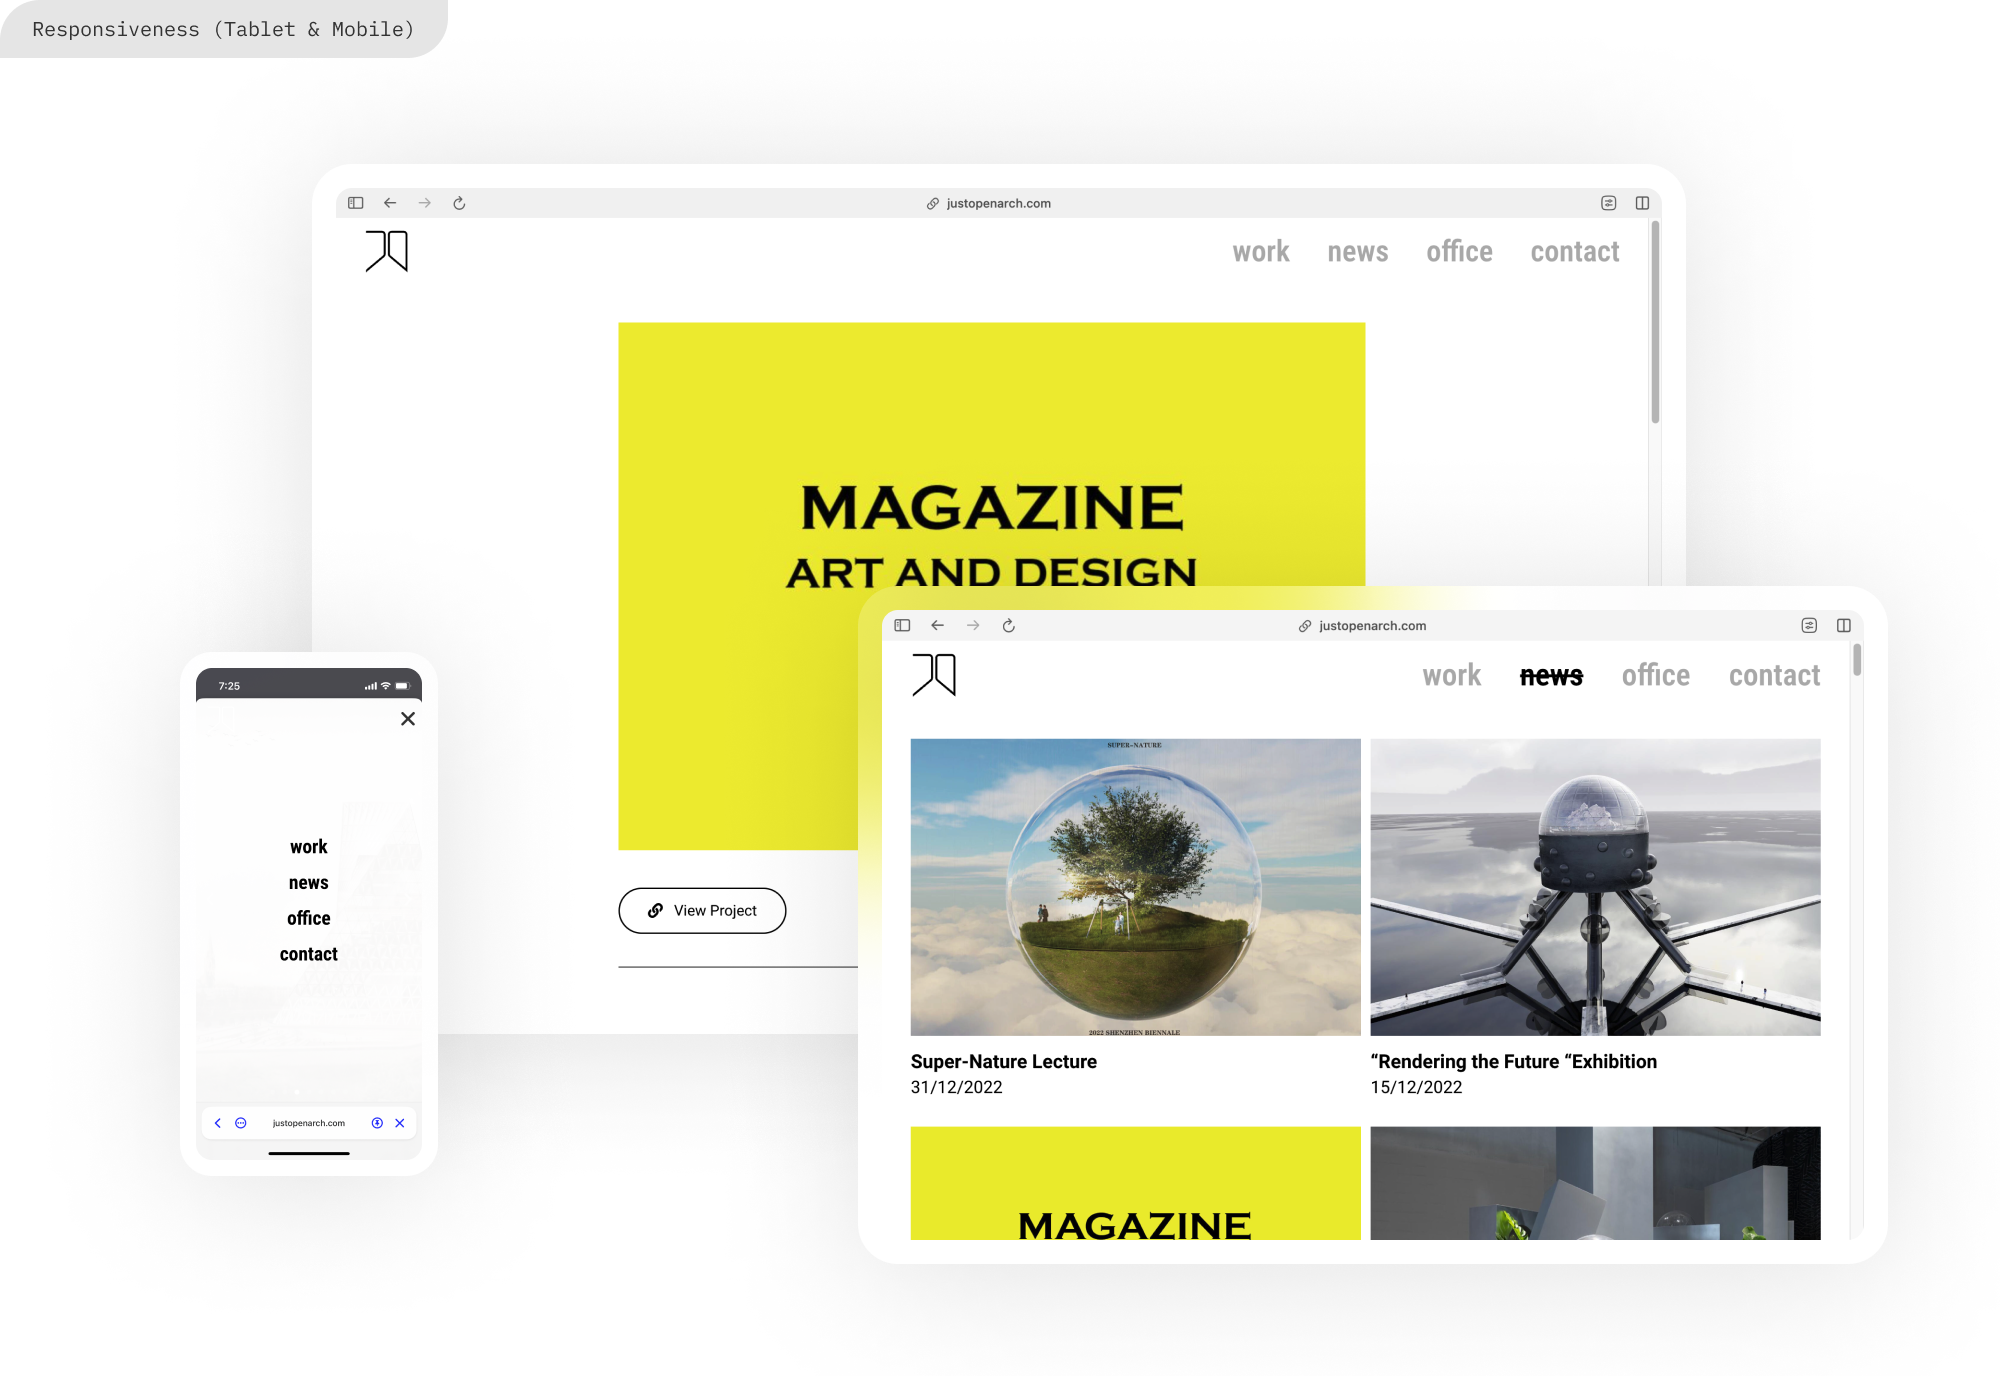 Responsiveness (Tablet & Mobile)
justopenarch.com
work news office contact
MAGAZINE
ART AND DESIGN
View Project
7:25
work
news
office
contact
justopenarch.com
justopenarch.com
work news office contact
SUPER-NATURE
2022 SHENZHEN BIENNALE
Super-Nature Lecture
31/12/2022
“Rendering the Future “Exhibition
15/12/2022
MAGAZINE